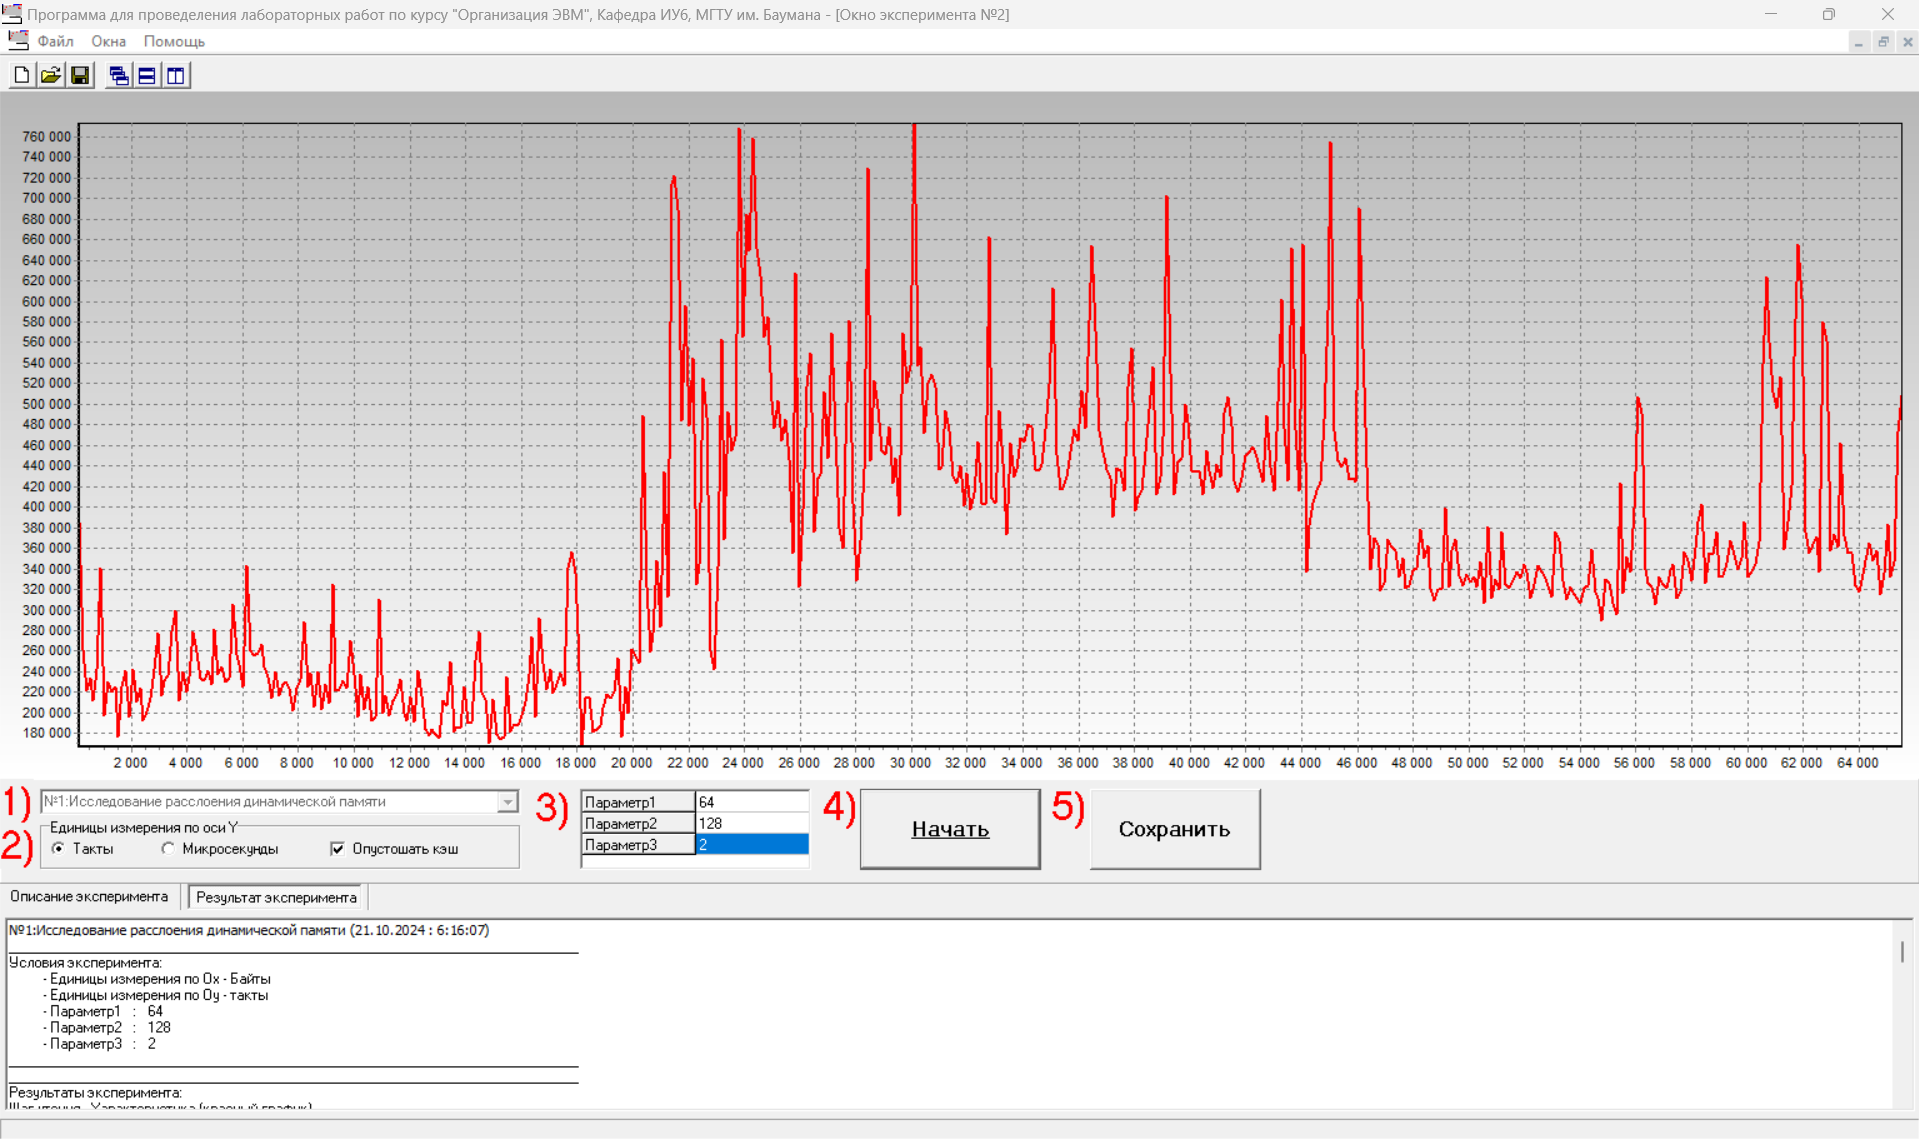 Программа для проведеления лабораторных работ по курсу "Организация ЭВМ", Кафедра ИУ6, МГТУ им. Баумана - [Окно эксперимента №2]
Файл Окна Помощь
760 000
740 000
720 000
700 000
680 000
660 000
640 000
620 000
600 000
580 000
560 000
540 000
520 000
500 000
480 000
460 000
440 000
420 000
400 000
380 000
360 000
340 000
320 000
300 000
280 000
260 000
240 000
220 000
200 000
180 000
2 000 4 000 6 000 8 000 10 000 12 000 14 000 16 000 18 000 20 000 22 000 24 000 26 000 28 000 30 000 32 000 34 000 36 000 38 000 40 000 42 000 44 000 46 000 48 000 50 000 52 000 54 000 56 000 58 000 60 000 62 000 64 000
1) №1:Исследование расслоения динамической памяти
2) Единицы измерения по оси Y
Такты Микросекунды Опустошать кэш
3) Параметр1 64
Параметр2 128
Параметр3 2
4) Начать
5) Сохранить
Описание эксперимента Результат эксперимента
№1:Исследование расслоения динамической памяти (21.10.2024 : 6:16:07)
Условия эксперимента:
- Единицы измерения по Ox - Байты
- Единицы измерения по Oy - такты
- Параметр1 : 64
- Параметр2 : 128
- Параметр3 : 2
Результаты эксперимента:
Шаг чтения - Характеристика (красный график)